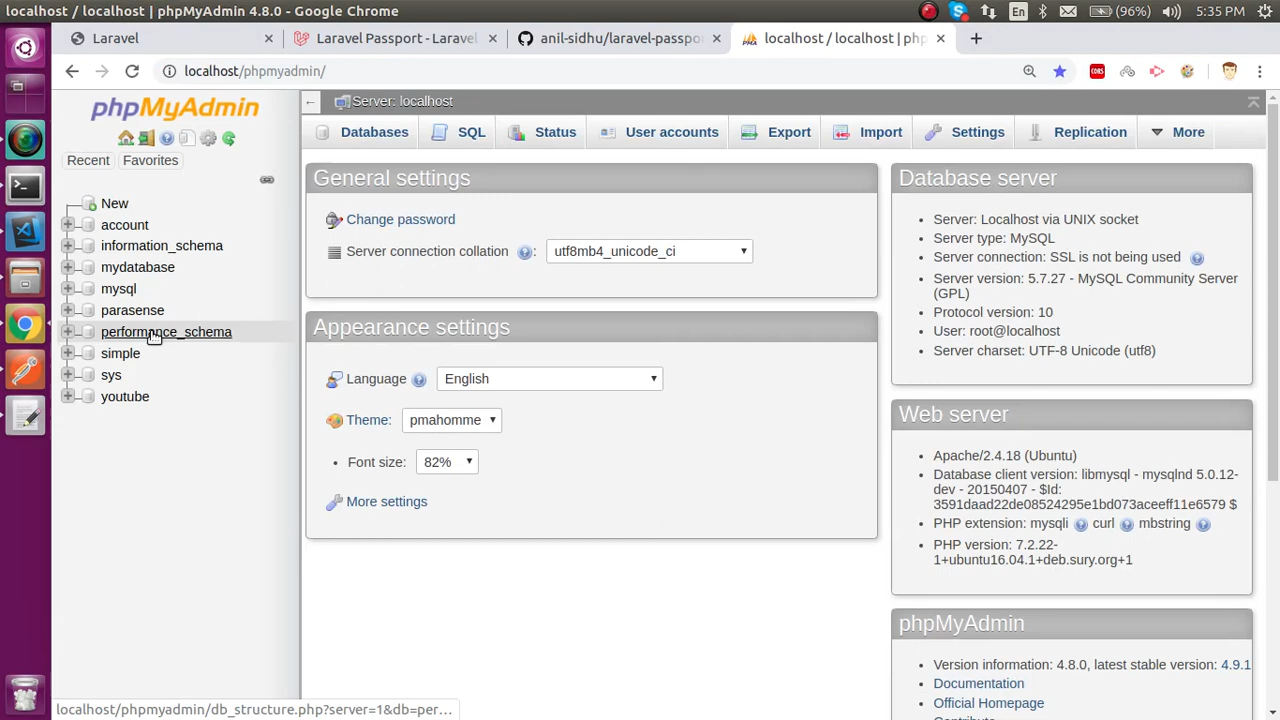 localhost / localhost | phpMyAdmin 4.8.0 - Google Chrome
En
(96%)
5:35 PM
Laravel
Laravel Passport - Laravel
anil-sidhu/laravel-passpo
localhost / localhost | php
localhost/phpmyadmin/
CORS
phpMyAdmin
Recent
Favorites
New
account
information_schema
mydatabase
mysql
parasense
performance_schema
simple
sys
youtube
Server: localhost
Databases
SQL
Status
User accounts
Export
Import
Settings
Replication
More
General settings
Change password
Server connection collation
:
utf8mb4_unicode_ci
Appearance settings
Language
English
Theme:
pmahomme
Font size:
82%
More settings
Database server
Server: Localhost via UNIX socket
Server type: MySQL
Server connection: SSL is not being used
Server version: 5.7.27 - MySQL Community Server
(GPL)
Protocol version: 10
User: root@localhost
Server charset: UTF-8 Unicode (utf8)
Web server
Apache/2.4.18 (Ubuntu)
Database client version: libmysql - mysqlnd 5.0.12-
dev - 20150407 - $Id:
3591daad22de08524295e1bd073aceeff11e6579 $
PHP extension: mysqli curl mbstring
PHP version: 7.2.22-
1+ubuntu16.04.1+deb.sury.org+1
phpMyAdmin
Version information: 4.8.0, latest stable version: 4.9.1
Documentation
Official Homepage
Contribute
localhost/phpmyadmin/db_structure.php?server=1&db=per...